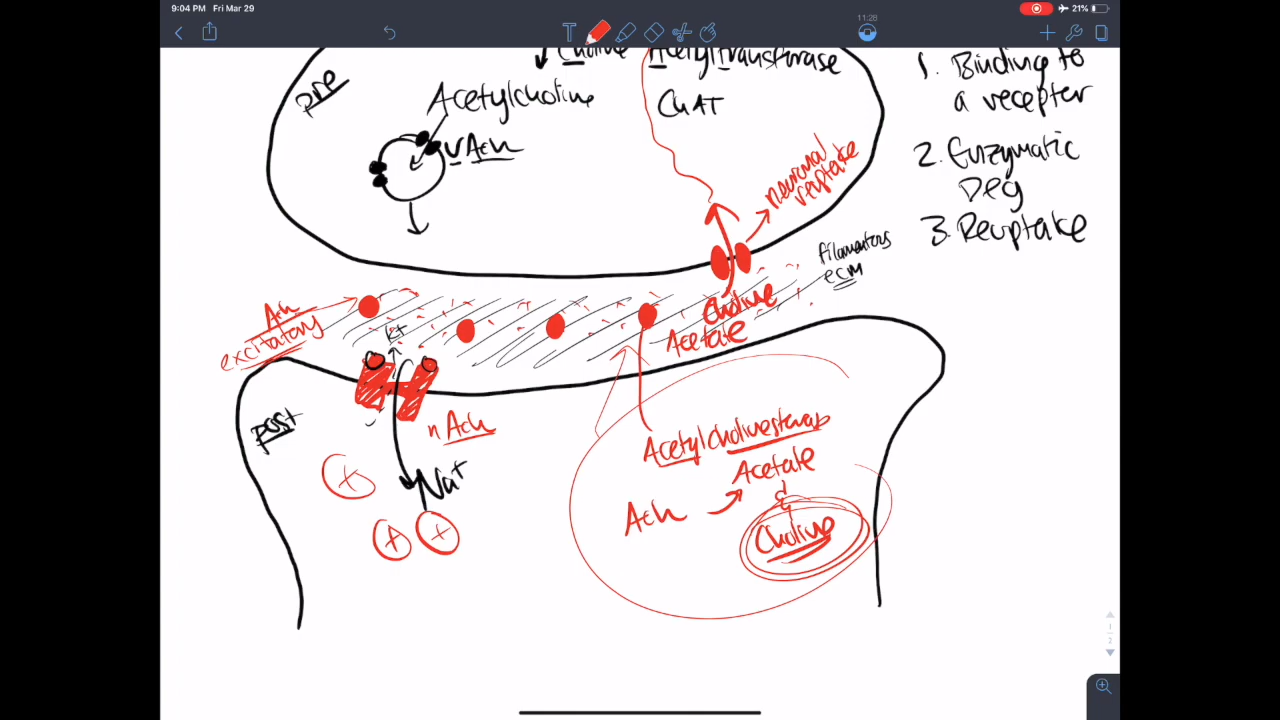 9:04 PM Fri Mar 29
21%
11:28
T
Choline Acetyltransferase
pre
Acetylcholine
ChAT
VAch
neuronal
reuptake
1. Binding to
a recepter
2. Enzymatic
Deg
3. Reuptake
filamentous
ecm
Ach
excitatory
K+
Choline
Acetate
post
nAch
Na+
+
+
+
Acetylcholinesterase
Acetate
&
Ach
Choline
1
2